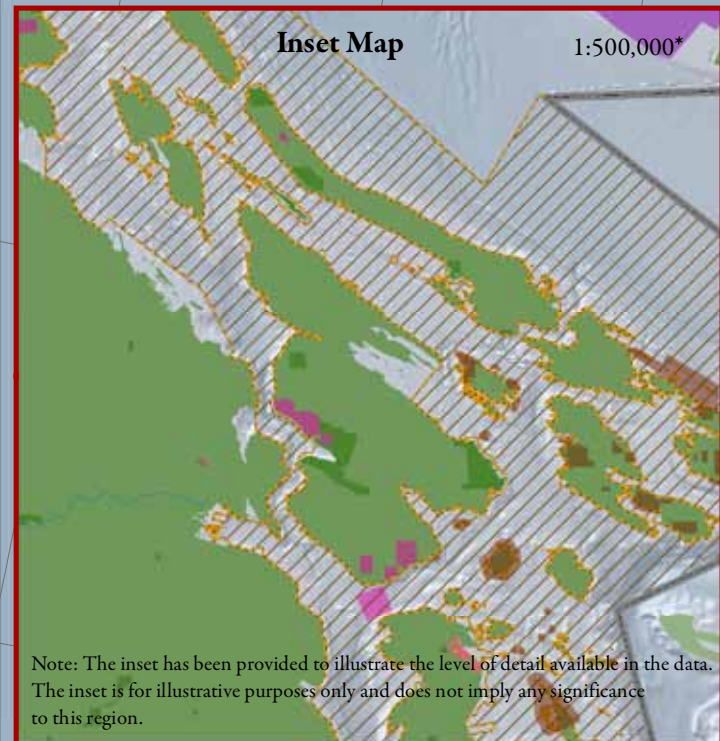 Inset Map
1:500,000*
Note: The inset has been provided to illustrate the level of detail available in the data.
The inset is for illustrative purposes only and does not imply any significance
to this region.